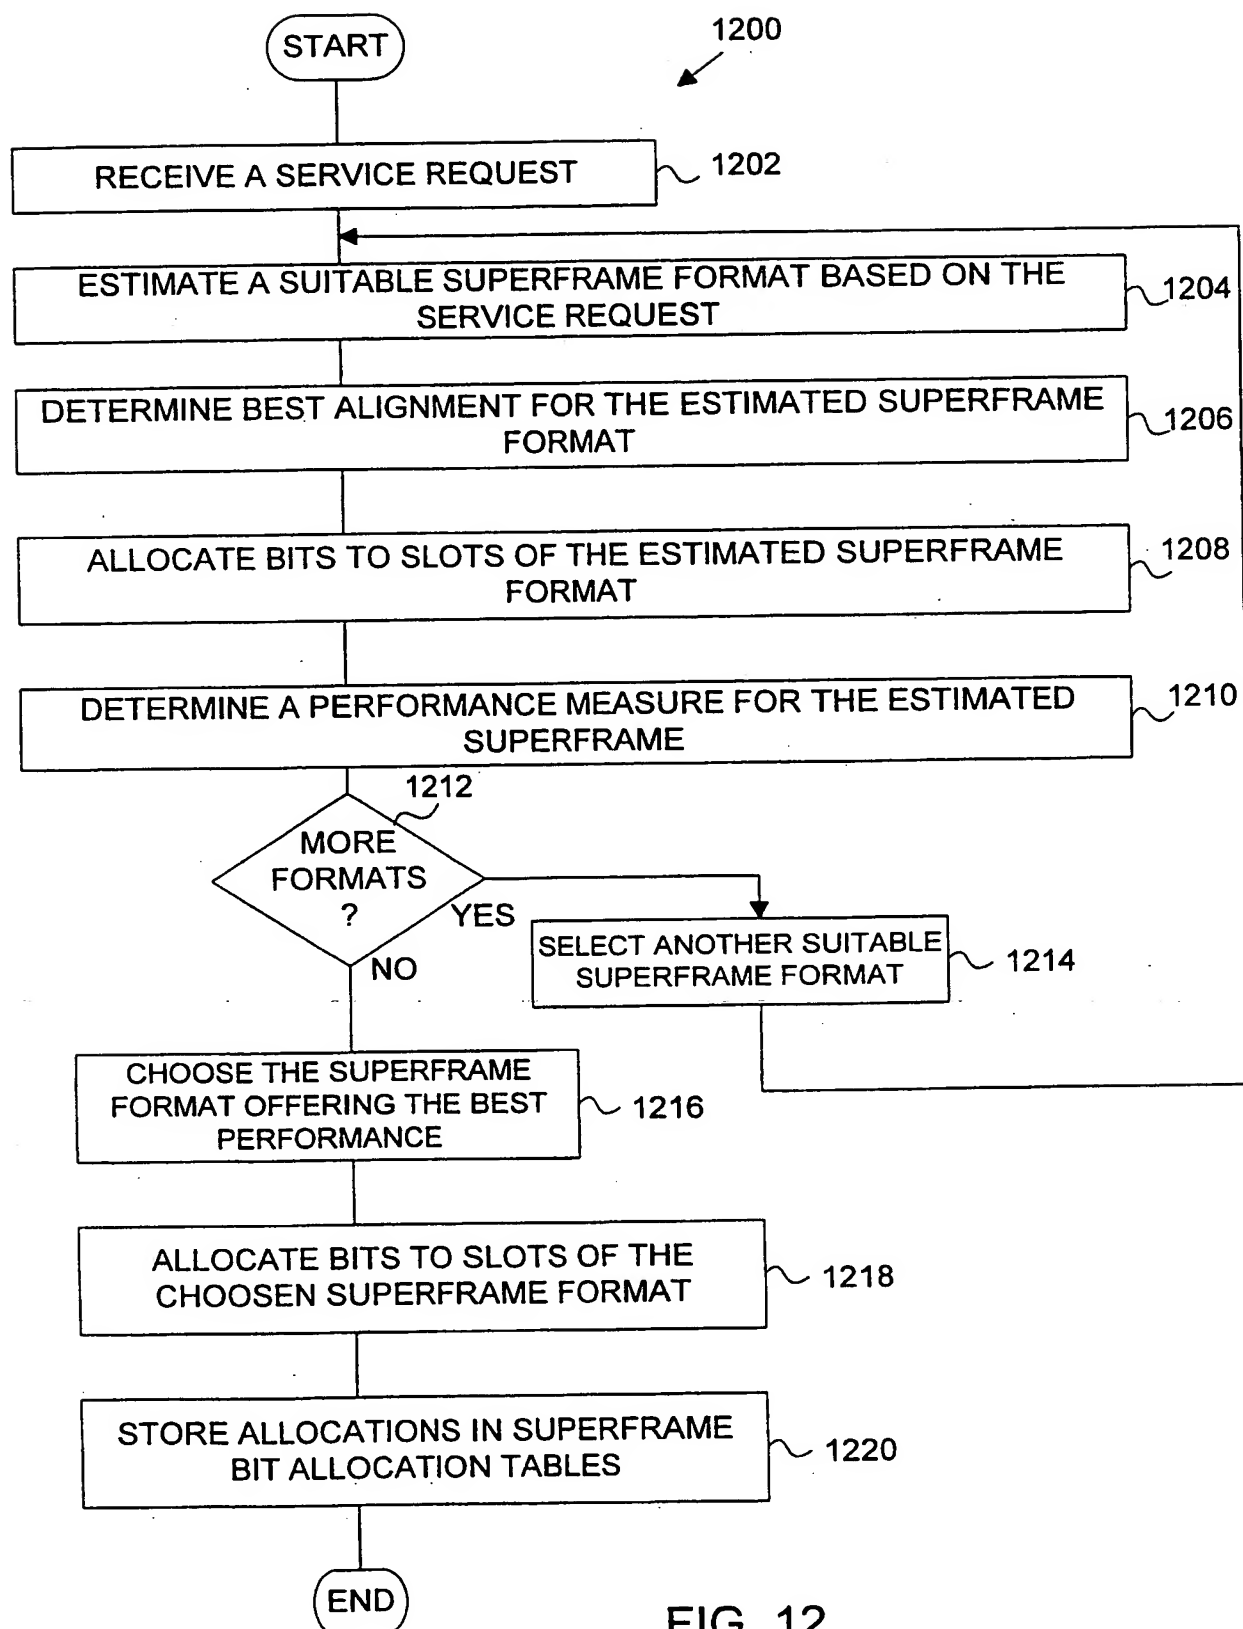 START
1200
RECEIVE A SERVICE REQUEST
1202
ESTIMATE A SUITABLE SUPERFRAME FORMAT BASED ON THE
SERVICE REQUEST
1204
DETERMINE BEST ALIGNMENT FOR THE ESTIMATED SUPERFRAME
FORMAT
1206
ALLOCATE BITS TO SLOTS OF THE ESTIMATED SUPERFRAME
FORMAT
1208
DETERMINE A PERFORMANCE MEASURE FOR THE ESTIMATED
SUPERFRAME
1210
1212
MORE
FORMATS
?
YES
NO
SELECT ANOTHER SUITABLE
SUPERFRAME FORMAT
1214
CHOOSE THE SUPERFRAME
FORMAT OFFERING THE BEST
PERFORMANCE
1216
ALLOCATE BITS TO SLOTS OF THE
CHOOSEN SUPERFRAME FORMAT
1218
STORE ALLOCATIONS IN SUPERFRAME
BIT ALLOCATION TABLES
1220
END
FIG. 12